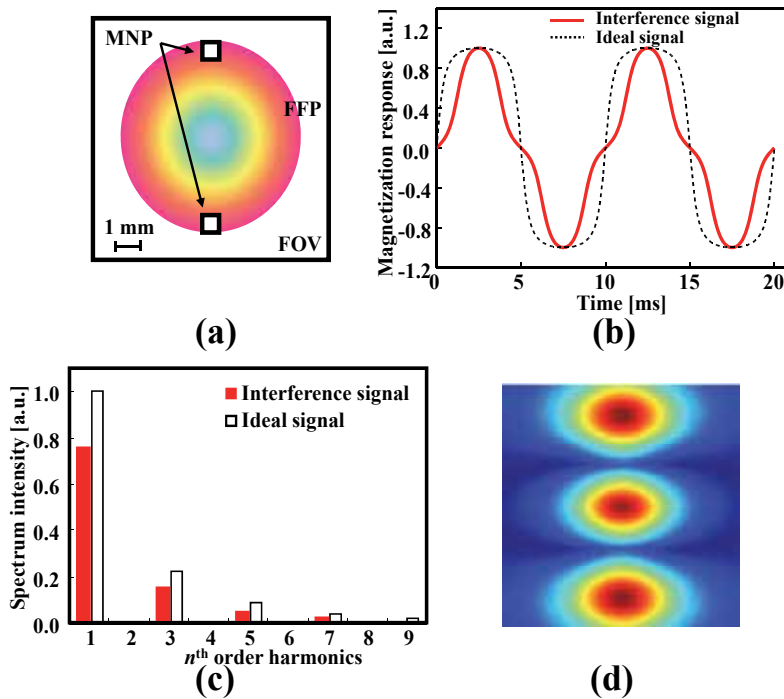 MNP
FFP
1 mm
FOV
(a)
Magnetization response [a.u.]
1.2
0.8
0.4
0.0
-0.4
-0.8
-1.2
Interference signal
Ideal signal
0 5 10 15 20
Time [ms]
(b)
Spectrum intensity [a.u.]
1.0
0.8
0.6
0.4
0.2
0.0
Interference signal
Ideal signal
1 2 3 4 5 6 7 8 9
nth order harmonics
(c)
(d)